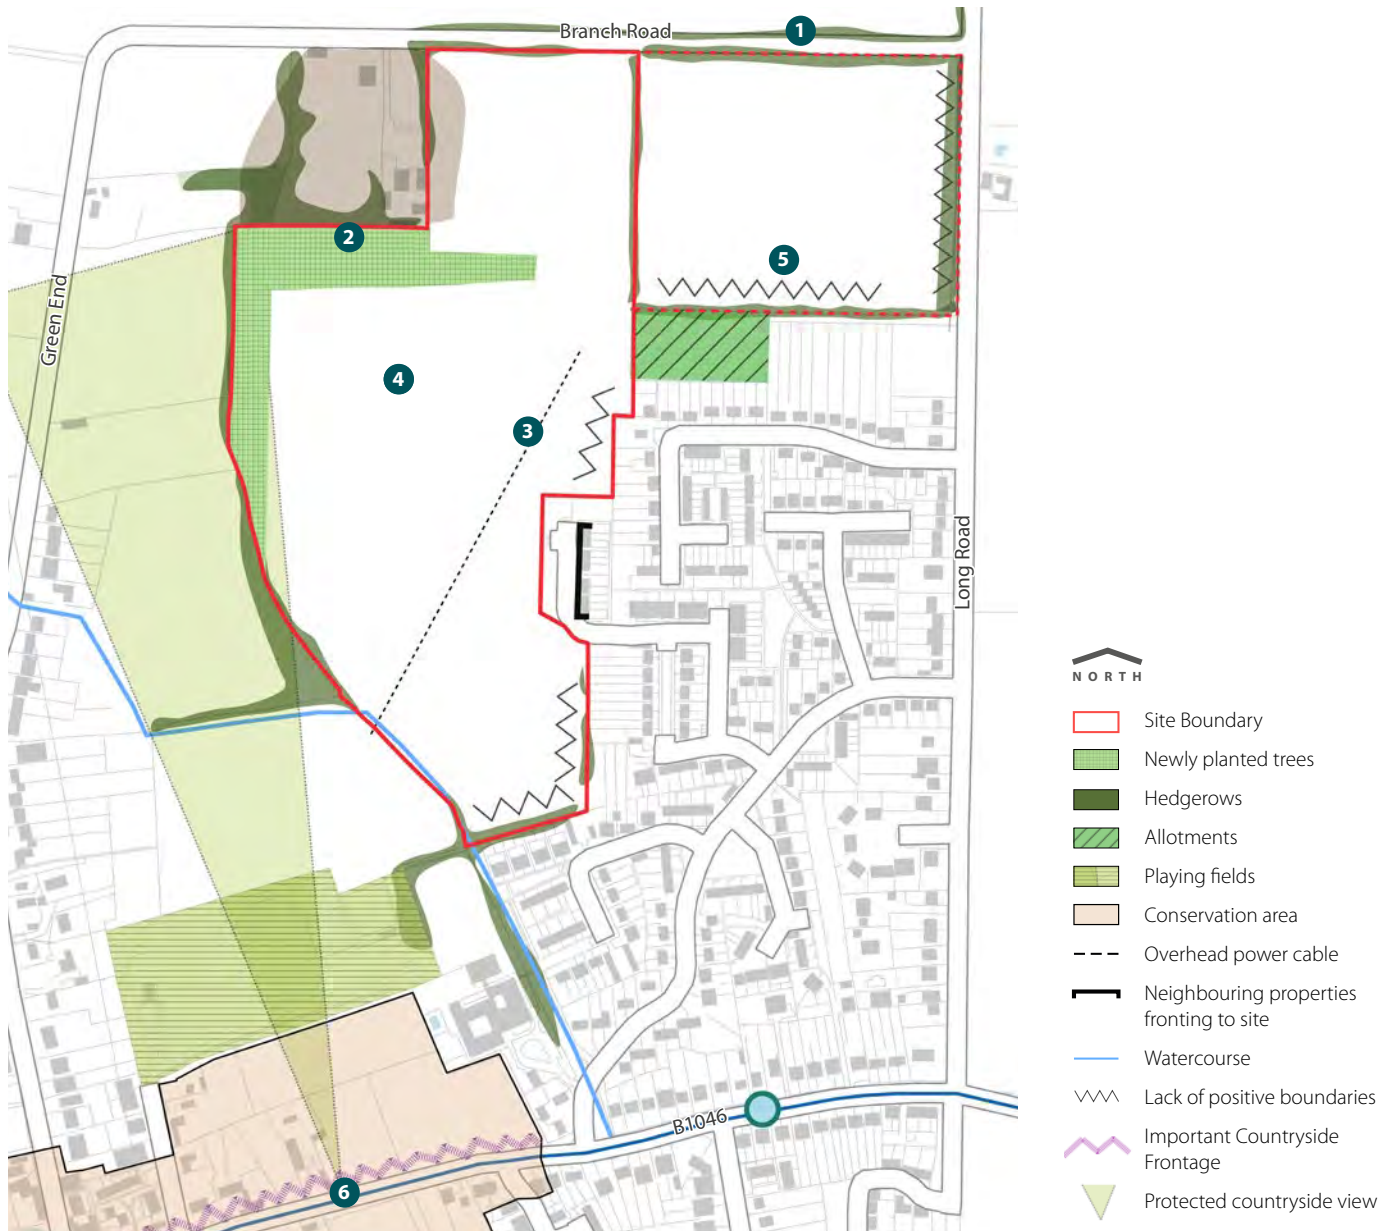 Branch Road
1
2
5
Green End
4
3
Long Road
B1046
6
NORTH
Site Boundary
Newly planted trees
Hedgerows
Allotments
Playing fields
Conservation area
Overhead power cable
Neighbouring properties
fronting to site
Watercourse
Lack of positive boundaries
Important Countryside
Frontage
Protected countryside view